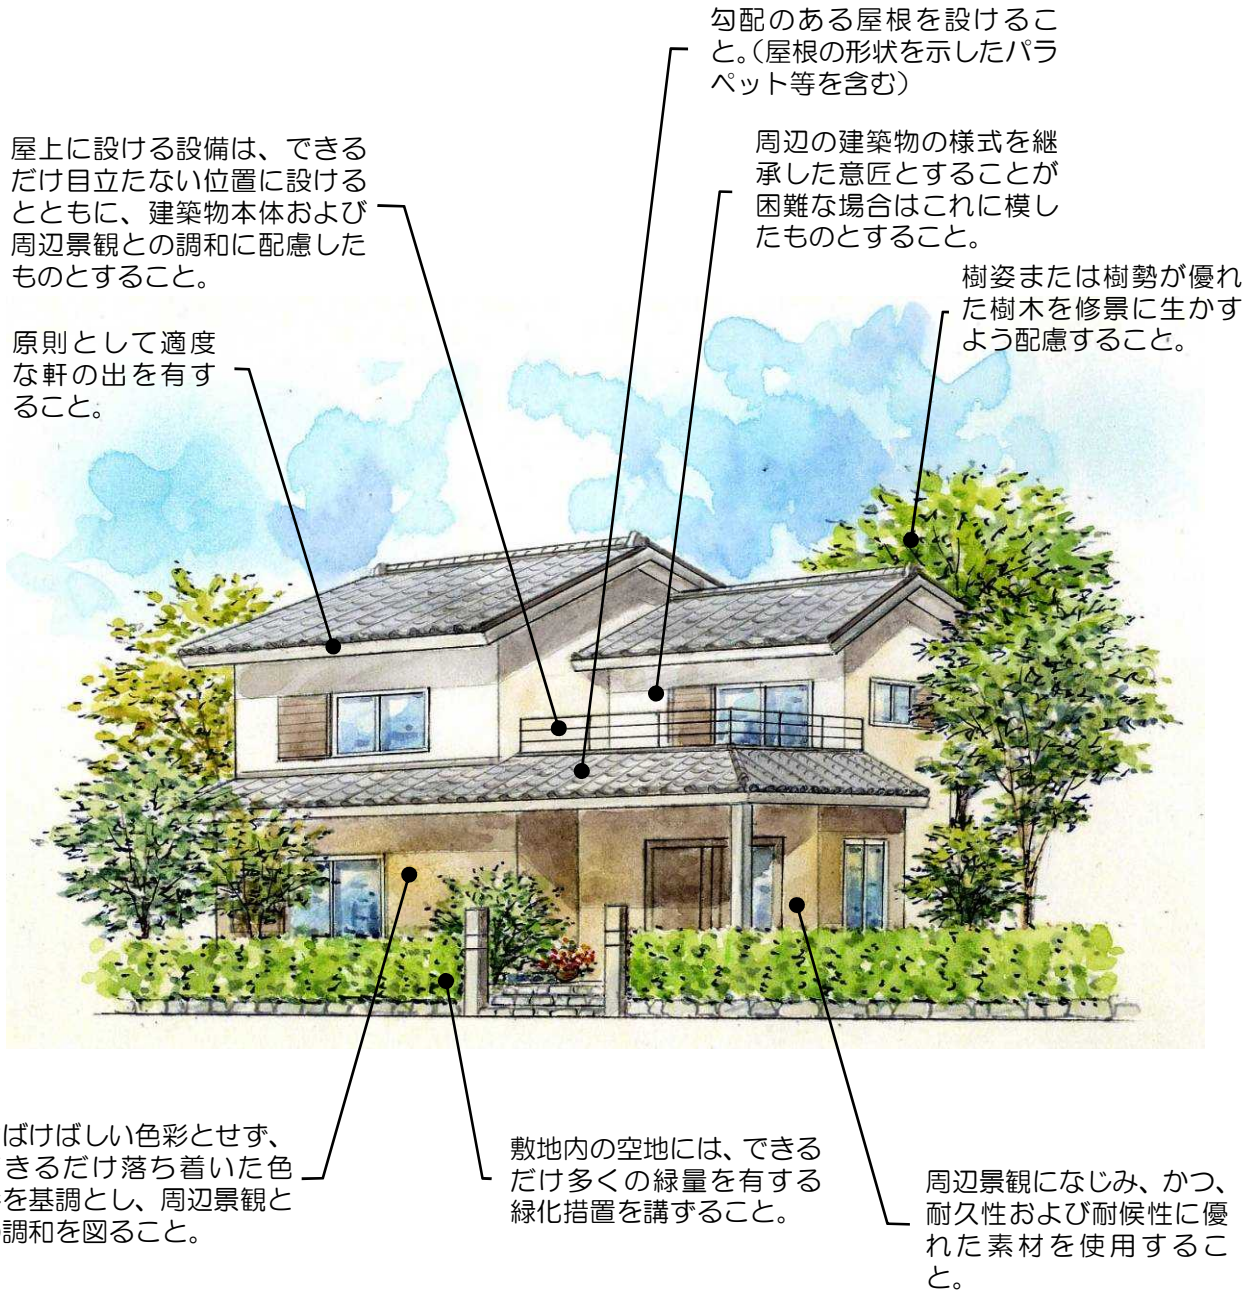 勾配のある屋根を設けるこ
と。(屋根の形状を示したパラ
ペット等を含む)
屋上に設ける設備は、できる
だけ目立たない位置に設ける
とともに、建築物本体および
周辺景観との調和に配慮した
ものとすること。
周辺の建築物の様式を継
承した意匠とすることが
困難な場合はこれに模し
たものとすること。
樹姿または樹勢が優れ
た樹木を修景に生かす
よう配慮すること。
原則として適度
な軒の出を有す
ること。
ばけばしい色彩とせず、
きるだけ落ち着いた色
を基調とし、周辺景観と
調和を図ること。
敷地内の空地には、できる
だけ多くの緑量を有する
緑化措置を講ずること。
周辺景観になじみ、かつ、
耐久性および耐候性に優
れた素材を使用するこ
と。